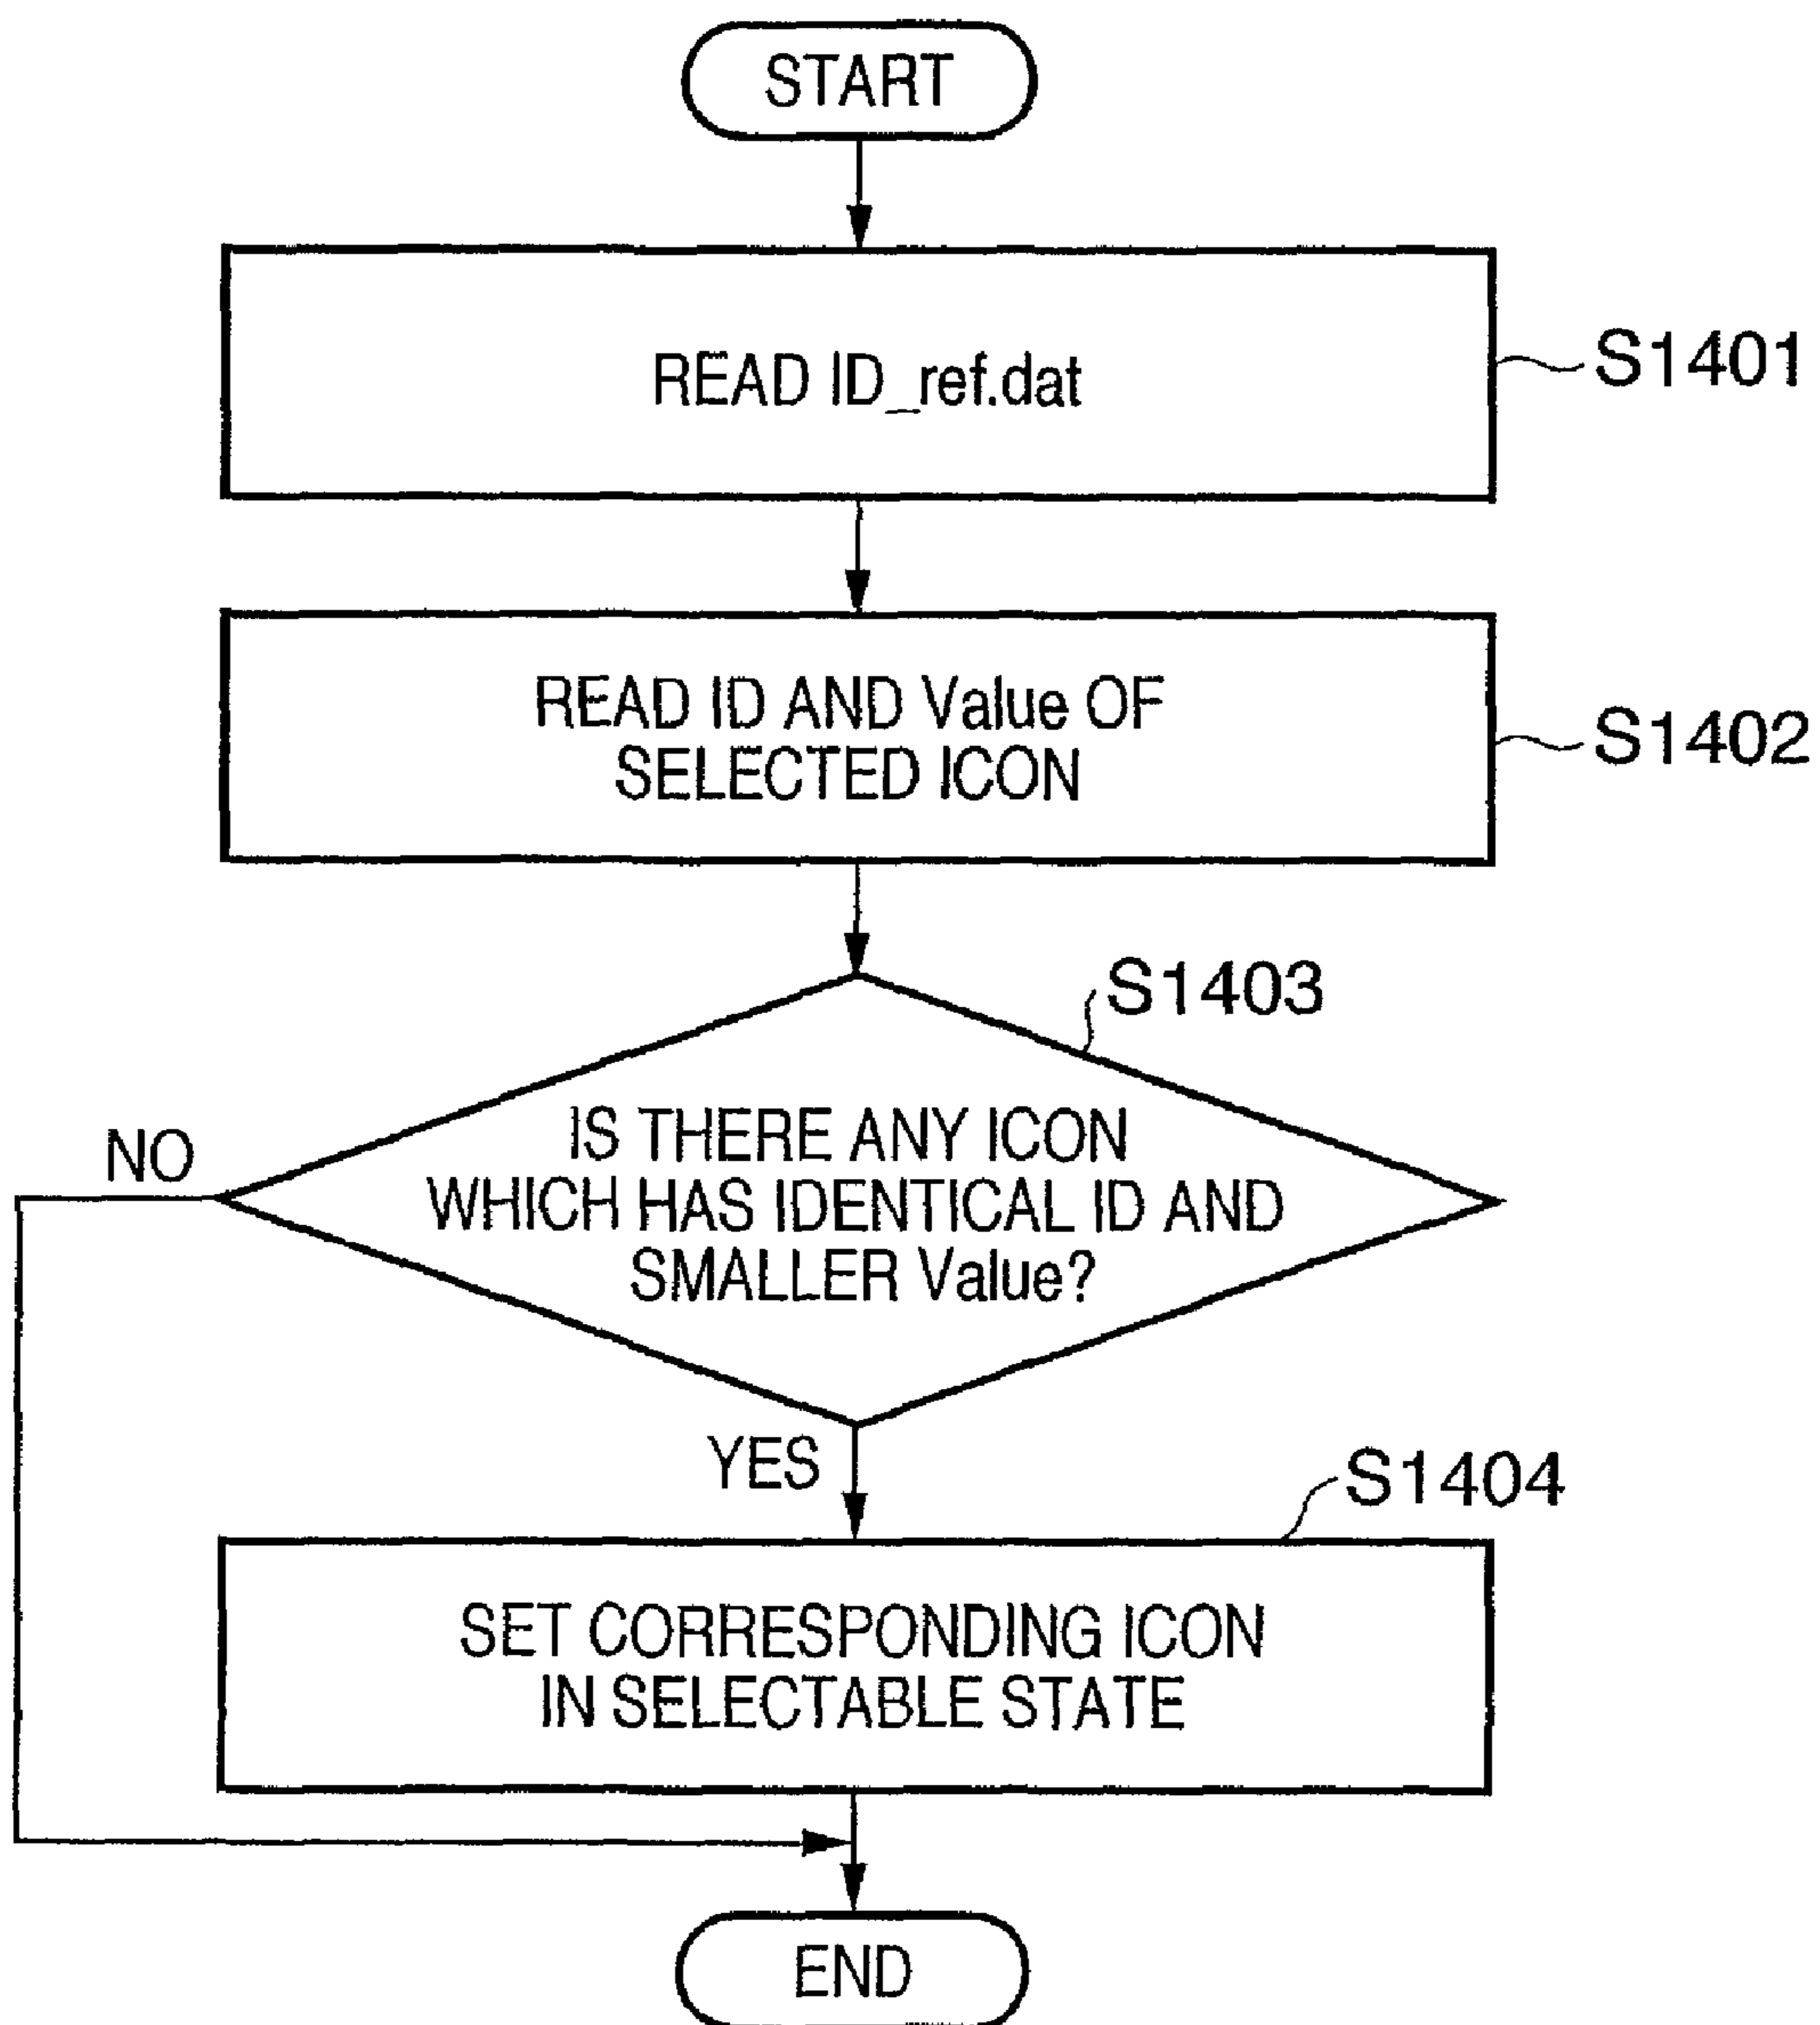 START
READ ID_ref.dat
S1401
READ ID AND Value OF
SELECTED ICON
S1402
S1403
IS THERE ANY ICON
WHICH HAS IDENTICAL ID AND
SMALLER Value?
NO
YES
S1404
SET CORRESPONDING ICON
IN SELECTABLE STATE
END